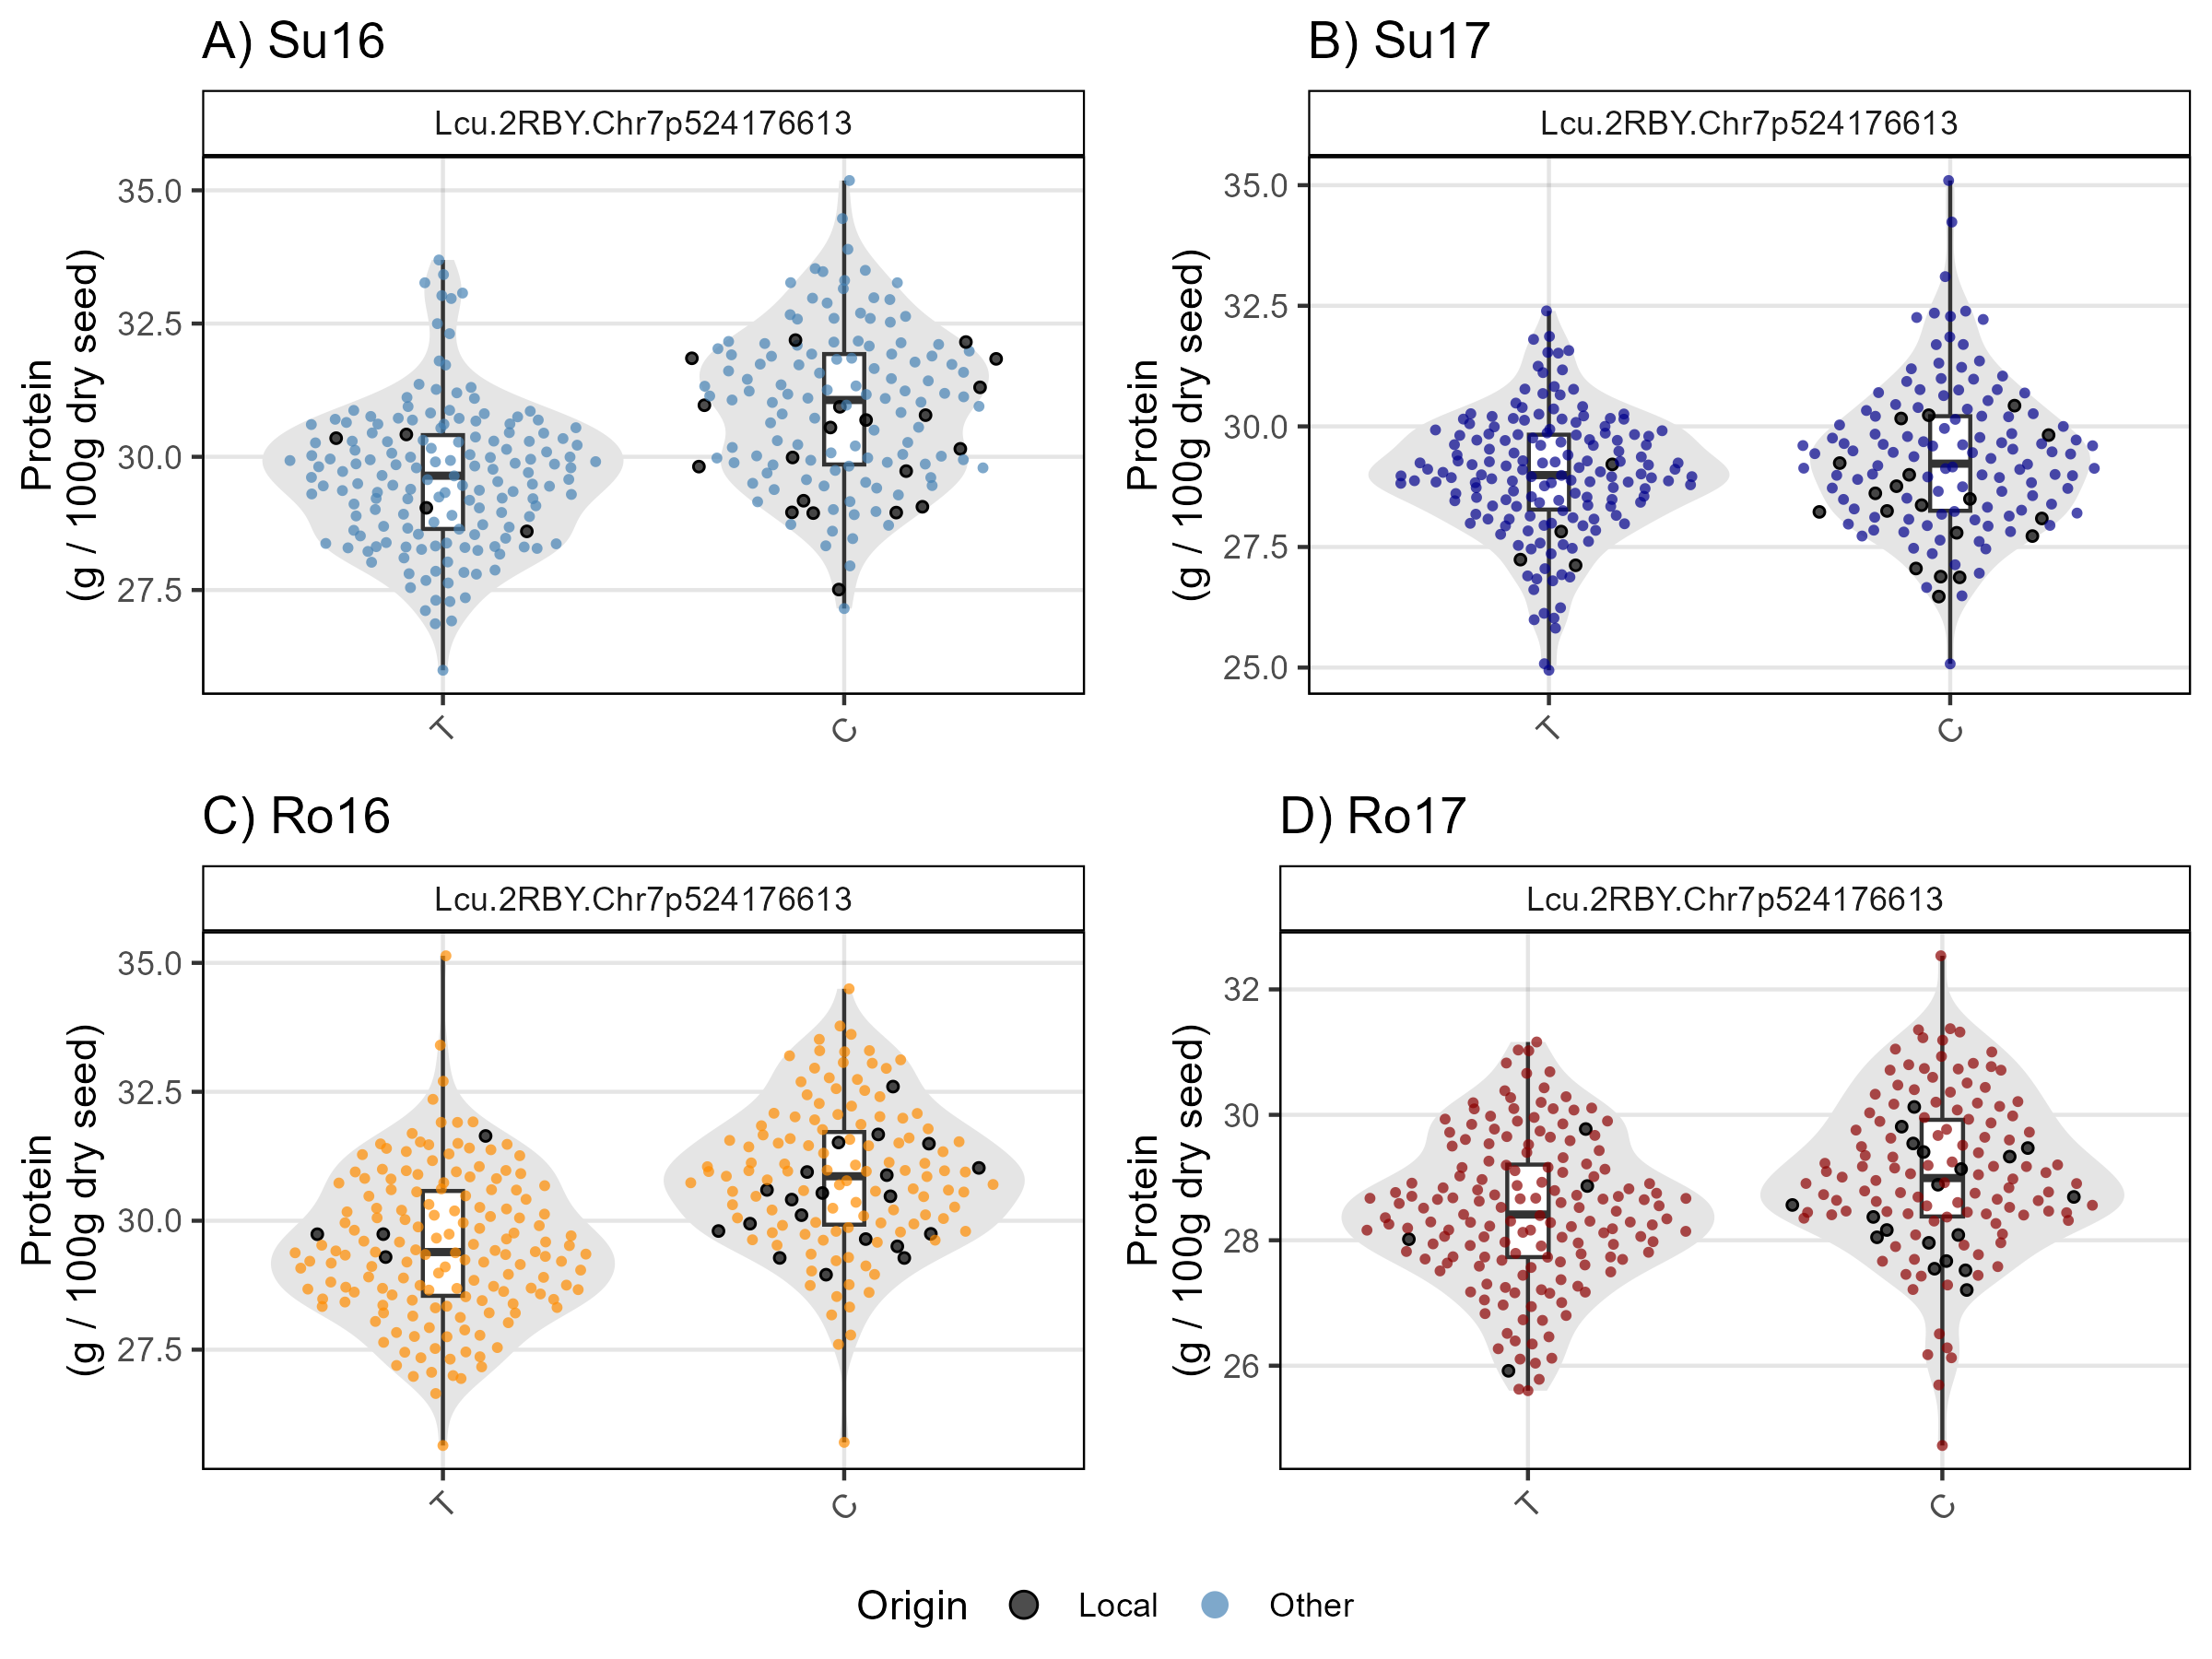 A) Su16
Lcu.2RBY.Chr7p524176613
Protein
(g / 100g dry seed)
35.0
32.5
30.0
27.5
T
C
B) Su17
Lcu.2RBY.Chr7p524176613
Protein
(g / 100g dry seed)
35.0
32.5
30.0
27.5
25.0
T
C
C) Ro16
Lcu.2RBY.Chr7p524176613
Protein
(g / 100g dry seed)
35.0
32.5
30.0
27.5
T
C
D) Ro17
Lcu.2RBY.Chr7p524176613
Protein
(g / 100g dry seed)
32
30
28
26
T
C
Origin Local Other